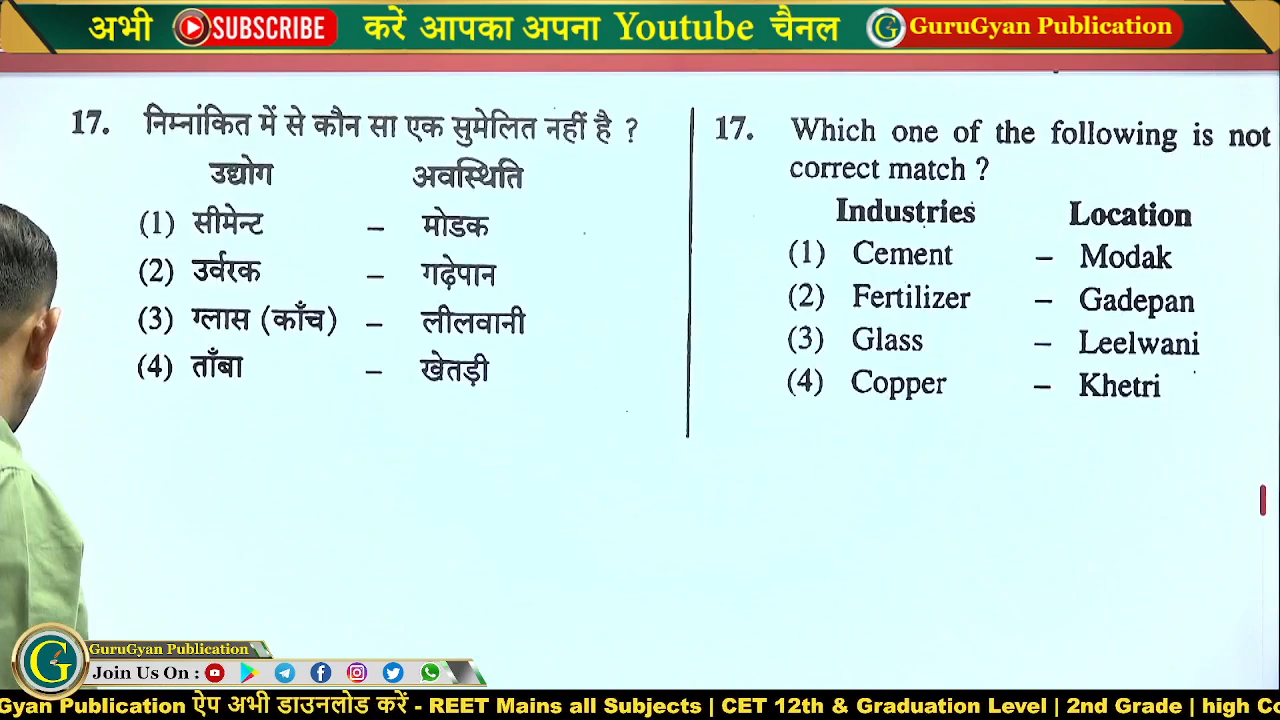 अभी SUBSCRIBE करें आपका अपना Youtube चैनल GuruGyan Publication
17. निम्नांकित में से कौन सा एक सुमेलित नहीं है ?
उद्योग अवस्थिति
(1) सीमेन्ट – मोडक
(2) उर्वरक – गढ़ेपान
(3) ग्लास (काँच) – लीलवानी
(4) ताँबा – खेतड़ी
17. Which one of the following is not
correct match ?
Industries Location
(1) Cement – Modak
(2) Fertilizer – Gadepan
(3) Glass – Leelwani
(4) Copper – Khetri
GuruGyan Publication
Join Us On :
Gyan Publication ऐप अभी डाउनलोड करें - REET Mains all Subjects | CET 12th & Graduation Level | 2nd Grade | high Co